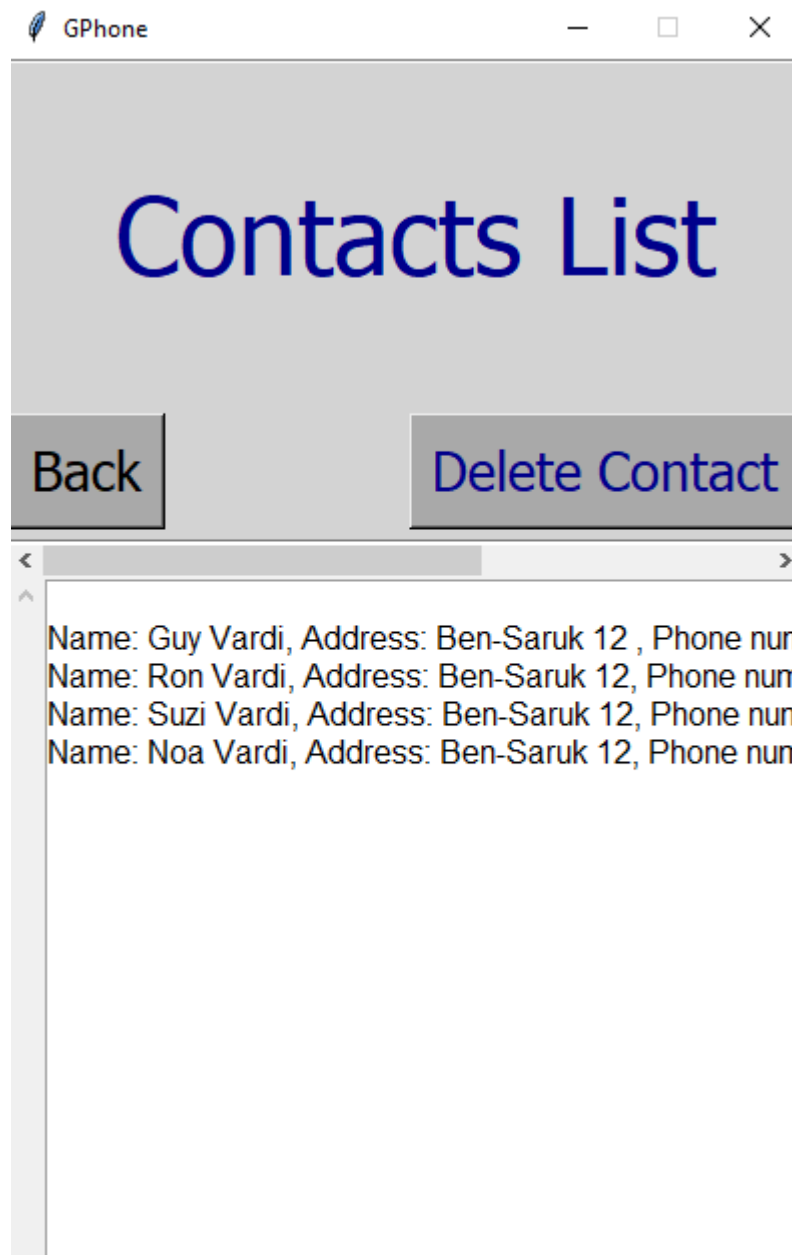 GPhone
Contacts List
Back Delete Contact
Name: Guy Vardi, Address: Ben-Saruk 12 , Phone
Name: Ron Vardi, Address: Ben-Saruk 12, Phone
Name: Suzi Vardi, Address: Ben-Saruk 12, Phone
Name: Noa Vardi, Address: Ben-Saruk 12, Phone